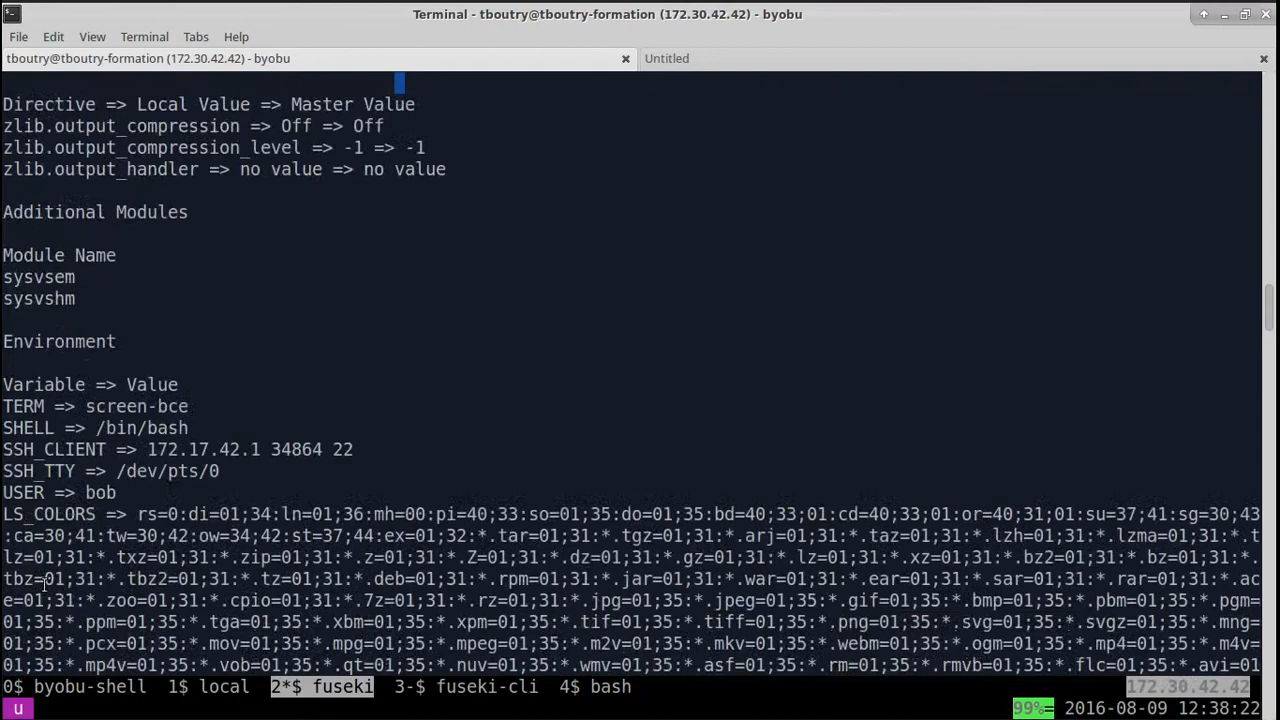 Terminal - tboutry@tboutry-formation (172.30.42.42) - byobu
File Edit View Terminal Tabs Help
tboutry@tboutry-formation (172.30.42.42) - byobu
Untitled
Directive => Local Value => Master Value
zlib.output_compression => Off => Off
zlib.output_compression_level => -1 => -1
zlib.output_handler => no value => no value
Additional Modules
Module Name
sysvsem
sysvshm
Environment
Variable => Value
TERM => screen-bce
SHELL => /bin/bash
SSH_CLIENT => 172.17.42.1 34864 22
SSH_TTY => /dev/pts/0
USER => bob
LS_COLORS => rs=0:di=01;34:ln=01;36:mh=00:pi=40;33:so=01;35:do=01;35:bd=40;33;01:cd=40;33;01:or=40;31;01:su=37;41:sg=30;43
:ca=30;41:tw=30;42:ow=34;42:st=37;44:ex=01;32:*.tar=01;31:*.tgz=01;31:*.arj=01;31:*.taz=01;31:*.lzh=01;31:*.lzma=01;31:*.t
lz=01;31:*.txz=01;31:*.zip=01;31:*.z=01;31:*.Z=01;31:*.dz=01;31:*.gz=01;31:*.lz=01;31:*.xz=01;31:*.bz2=01;31:*.bz=01;31:*.
tbz=01;31:*.tbz2=01;31:*.tz=01;31:*.deb=01;31:*.rpm=01;31:*.jar=01;31:*.war=01;31:*.ear=01;31:*.sar=01;31:*.rar=01;31:*.ac
e=01;31:*.zoo=01;31:*.cpio=01;31:*.7z=01;31:*.rz=01;31:*.jpg=01;35:*.jpeg=01;35:*.gif=01;35:*.bmp=01;35:*.pbm=01;35:*.pgm=
01;35:*.ppm=01;35:*.tga=01;35:*.xbm=01;35:*.xpm=01;35:*.tif=01;35:*.tiff=01;35:*.png=01;35:*.svg=01;35:*.svgz=01;35:*.mng=
01;35:*.pcx=01;35:*.mov=01;35:*.mpg=01;35:*.mpeg=01;35:*.m2v=01;35:*.mkv=01;35:*.webm=01;35:*.ogm=01;35:*.mp4=01;35:*.m4v=
01;35:*.mp4v=01;35:*.vob=01;35:*.qt=01;35:*.nuv=01;35:*.wmv=01;35:*.asf=01;35:*.rm=01;35:*.rmvb=01;35:*.flc=01;35:*.avi=01
0$ byobu-shell 1$ local 2*$ fuseki 3-$ fuseki-cli 4$ bash 172.30.42.42
u 99%= 2016-08-09 12:38:22